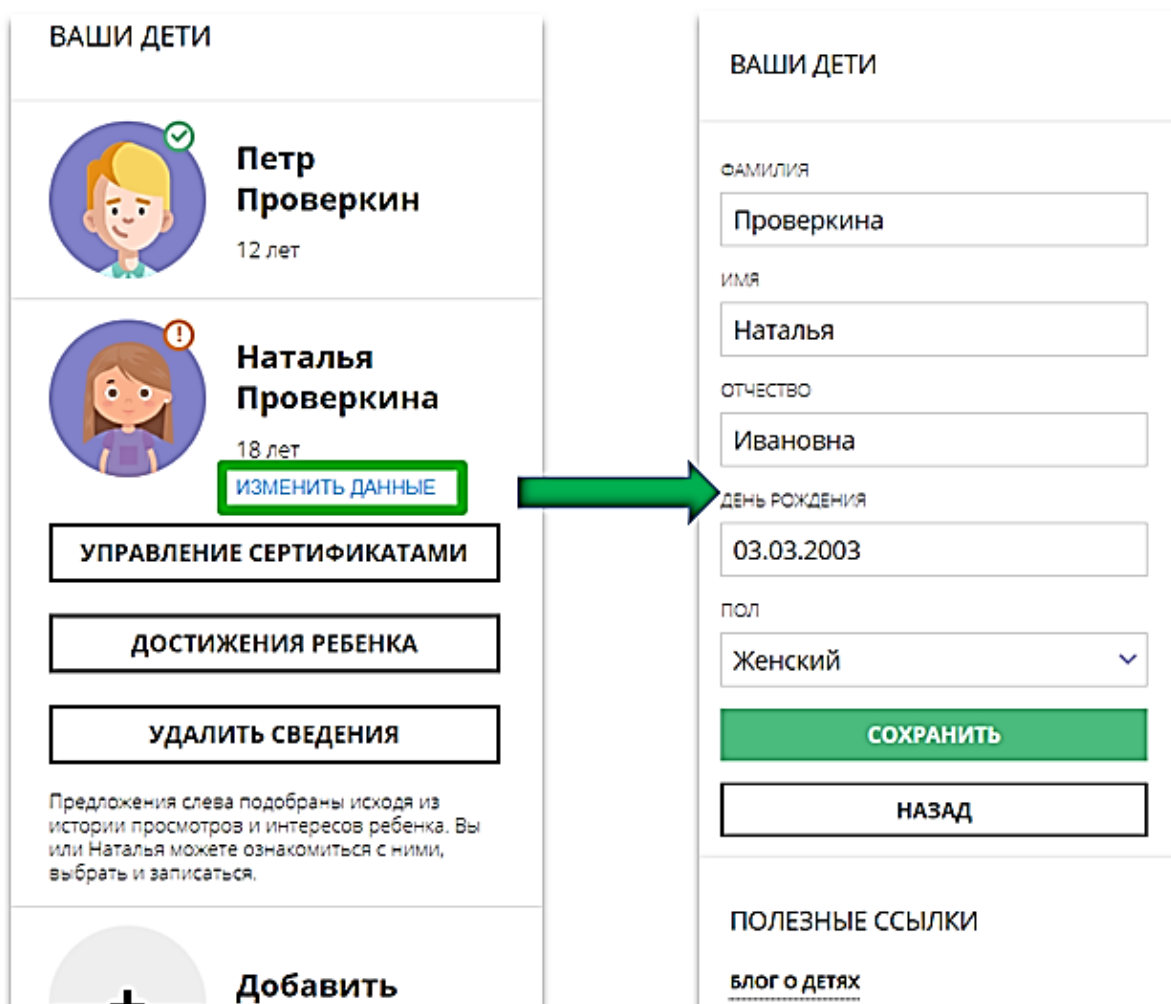 ВАШИ ДЕТИ
Петр
Проверкин
12 лет
Наталья
Проверкина
18 лет
ИЗМЕНИТЬ ДАННЫЕ
УПРАВЛЕНИЕ СЕРТИФИКАТАМИ
ДОСТИЖЕНИЯ РЕБЕНКА
УДАЛИТЬ СВЕДЕНИЯ
Предложения слева подобраны исходя из
истории просмотров и интересов ребенка. Вы
или Наталья можете ознакомиться с ними,
выбрать и записаться.
Добавить
ВАШИ ДЕТИ
ФАМИЛИЯ
Проверкина
ИМЯ
Наталья
ОТЧЕСТВО
Ивановна
ДЕНЬ РОЖДЕНИЯ
03.03.2003
ПОЛ
Женский
СОХРАНИТЬ
НАЗАД
ПОЛЕЗНЫЕ ССЫЛКИ
БЛОГ О ДЕТЯХ